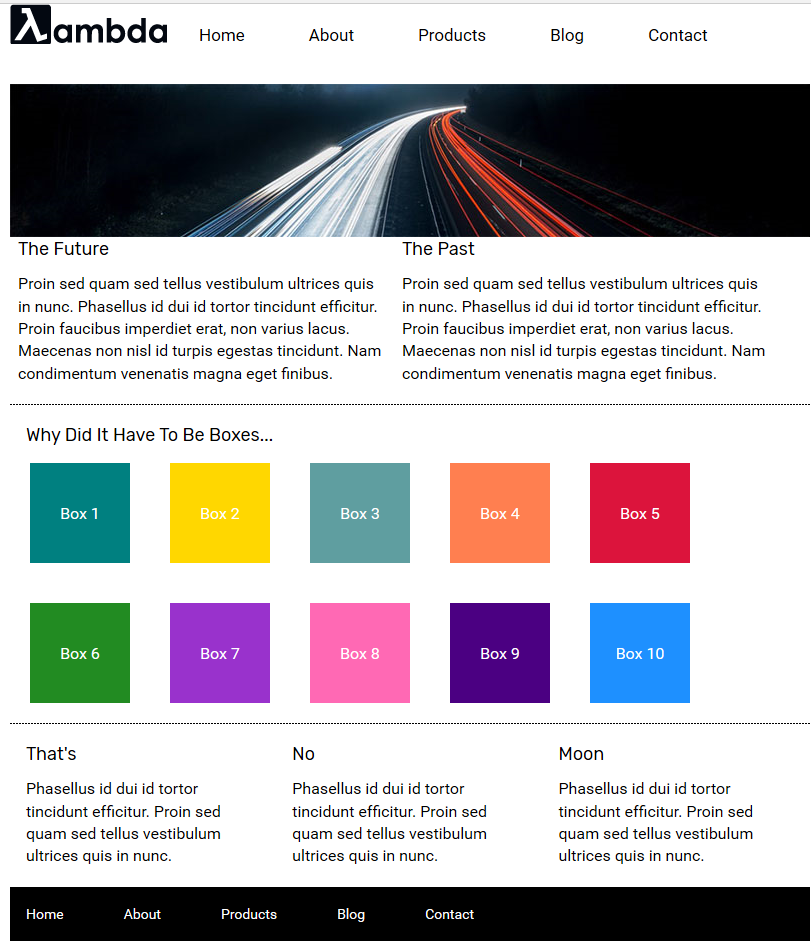 λambda
Home About Products Blog Contact
The Future
Proin sed quam sed tellus vestibulum ultrices quis
in nunc. Phasellus id dui id tortor tincidunt efficitur.
Proin faucibus imperdiet erat, non varius lacus.
Maecenas non nisl id turpis egestas tincidunt. Nam
condimentum venenatis magna eget finibus.
The Past
Proin sed quam sed tellus vestibulum ultrices quis
in nunc. Phasellus id dui id tortor tincidunt efficitur.
Proin faucibus imperdiet erat, non varius lacus.
Maecenas non nisl id turpis egestas tincidunt. Nam
condimentum venenatis magna eget finibus.
Why Did It Have To Be Boxes...
Box 1 Box 2 Box 3 Box 4 Box 5
Box 6 Box 7 Box 8 Box 9 Box 10
That's
Phasellus id dui id tortor
tincidunt efficitur. Proin sed
quam sed tellus vestibulum
ultrices quis in nunc.
No
Phasellus id dui id tortor
tincidunt efficitur. Proin sed
quam sed tellus vestibulum
ultrices quis in nunc.
Moon
Phasellus id dui id tortor
tincidunt efficitur. Proin sed
quam sed tellus vestibulum
ultrices quis in nunc.
Home About Products Blog Contact